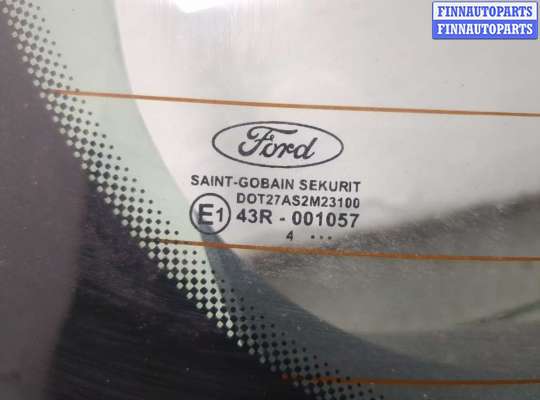 FINNAUTOPARTS
FINNAUTOPARTS
Ford
SAINT-GOBAIN SEKURIT
DOT27AS2M23100
E1 43R - 001057
4 ...